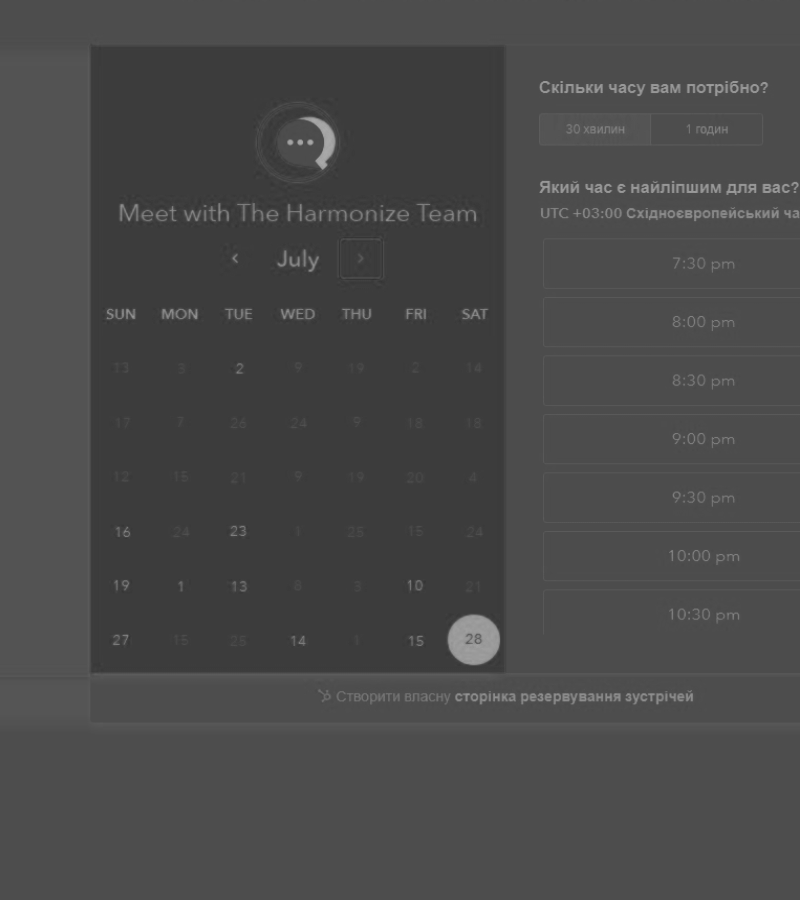 Meet with The Harmonize Team
July
SUN MON TUE WED THU FRI SAT
13 3 2 9 19 2 14
17 7 26 24 9 18 18
12 15 21 9 19 20 4
16 24 23 1 28 15 24
19 1 13 8 3 10 21
27 15 25 14 1 15 28
Скільки часу вам потрібно?
30 хвилин 1 годин
Який час є найліпшим для вас?
UTC +03:00 Східноєвропейський ча
7:30 pm
8:00 pm
8:30 pm
9:00 pm
9:30 pm
10:00 pm
10:30 pm
Створити власну сторінка резервування зустрічей